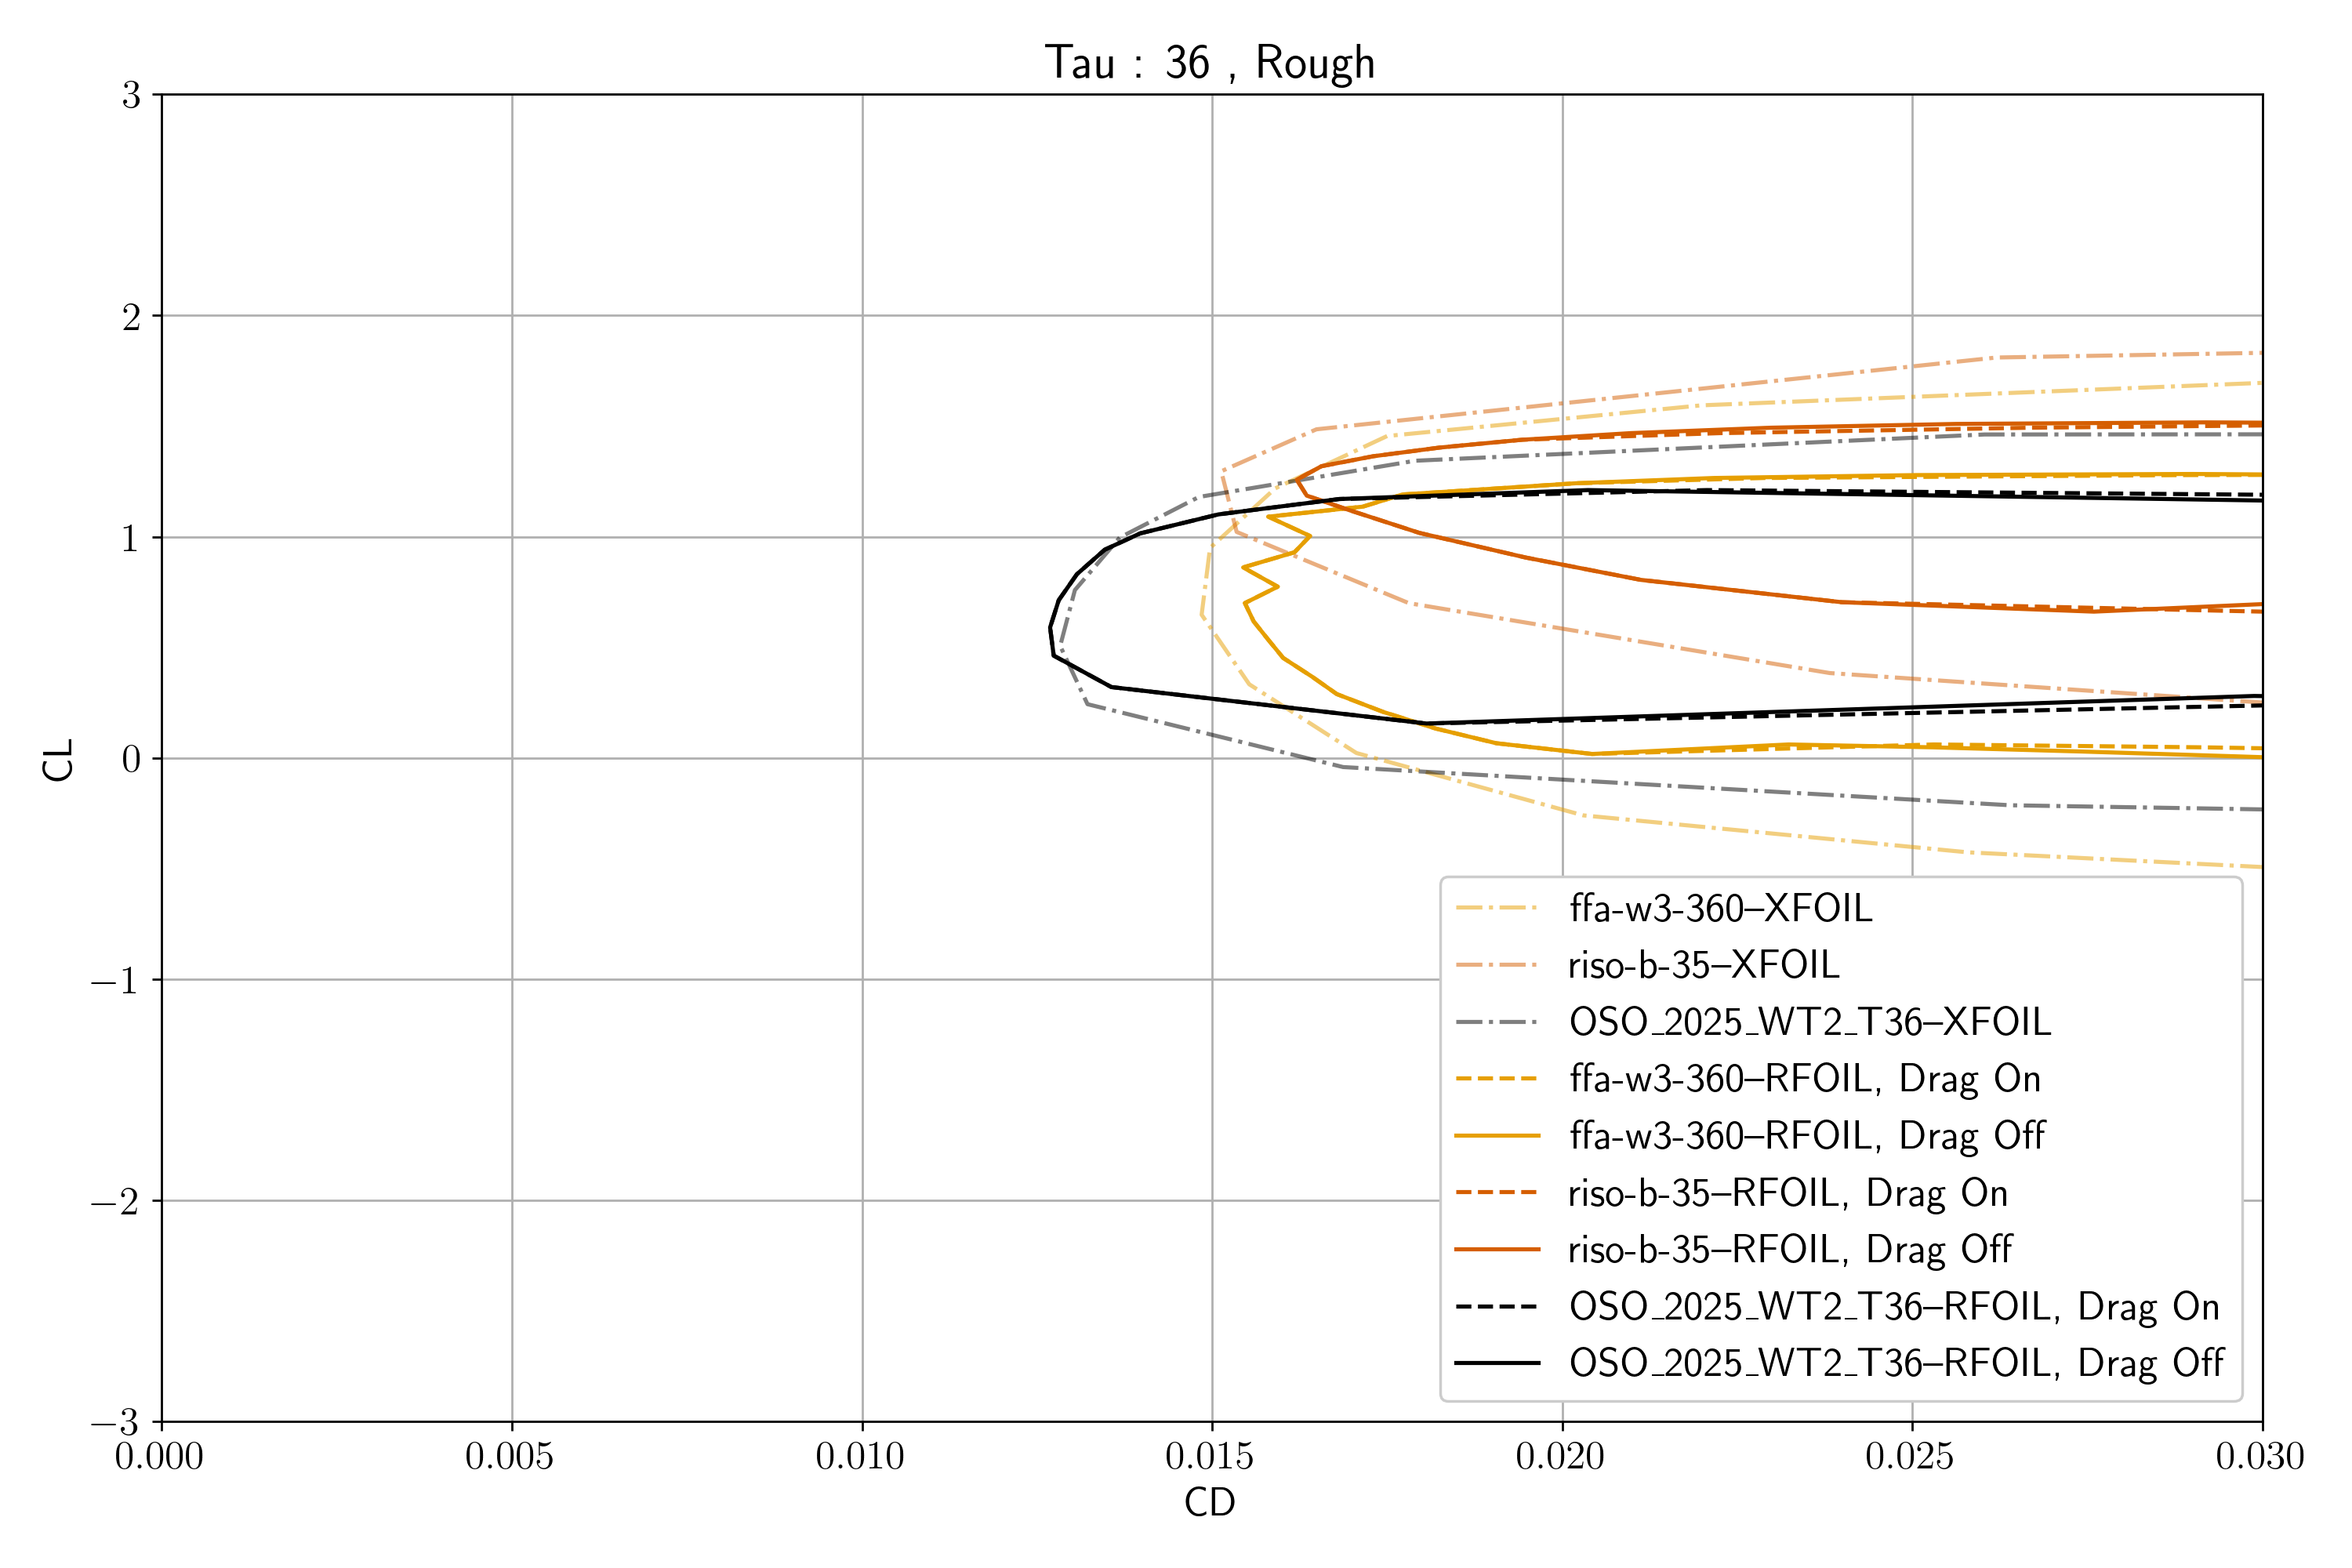 Tau : 36 , Rough
3
2
1
0
−1
−2
−3
CL
0.000 0.005 0.010 0.015 0.020 0.025 0.030
CD
ffa-w3-360–XFOIL
riso-b-35–XFOIL
OSO_2025_WT2_T36–XFOIL
ffa-w3-360–RFOIL, Drag On
ffa-w3-360–RFOIL, Drag Off
riso-b-35–RFOIL, Drag On
riso-b-35–RFOIL, Drag Off
OSO_2025_WT2_T36–RFOIL, Drag On
OSO_2025_WT2_T36–RFOIL, Drag Off